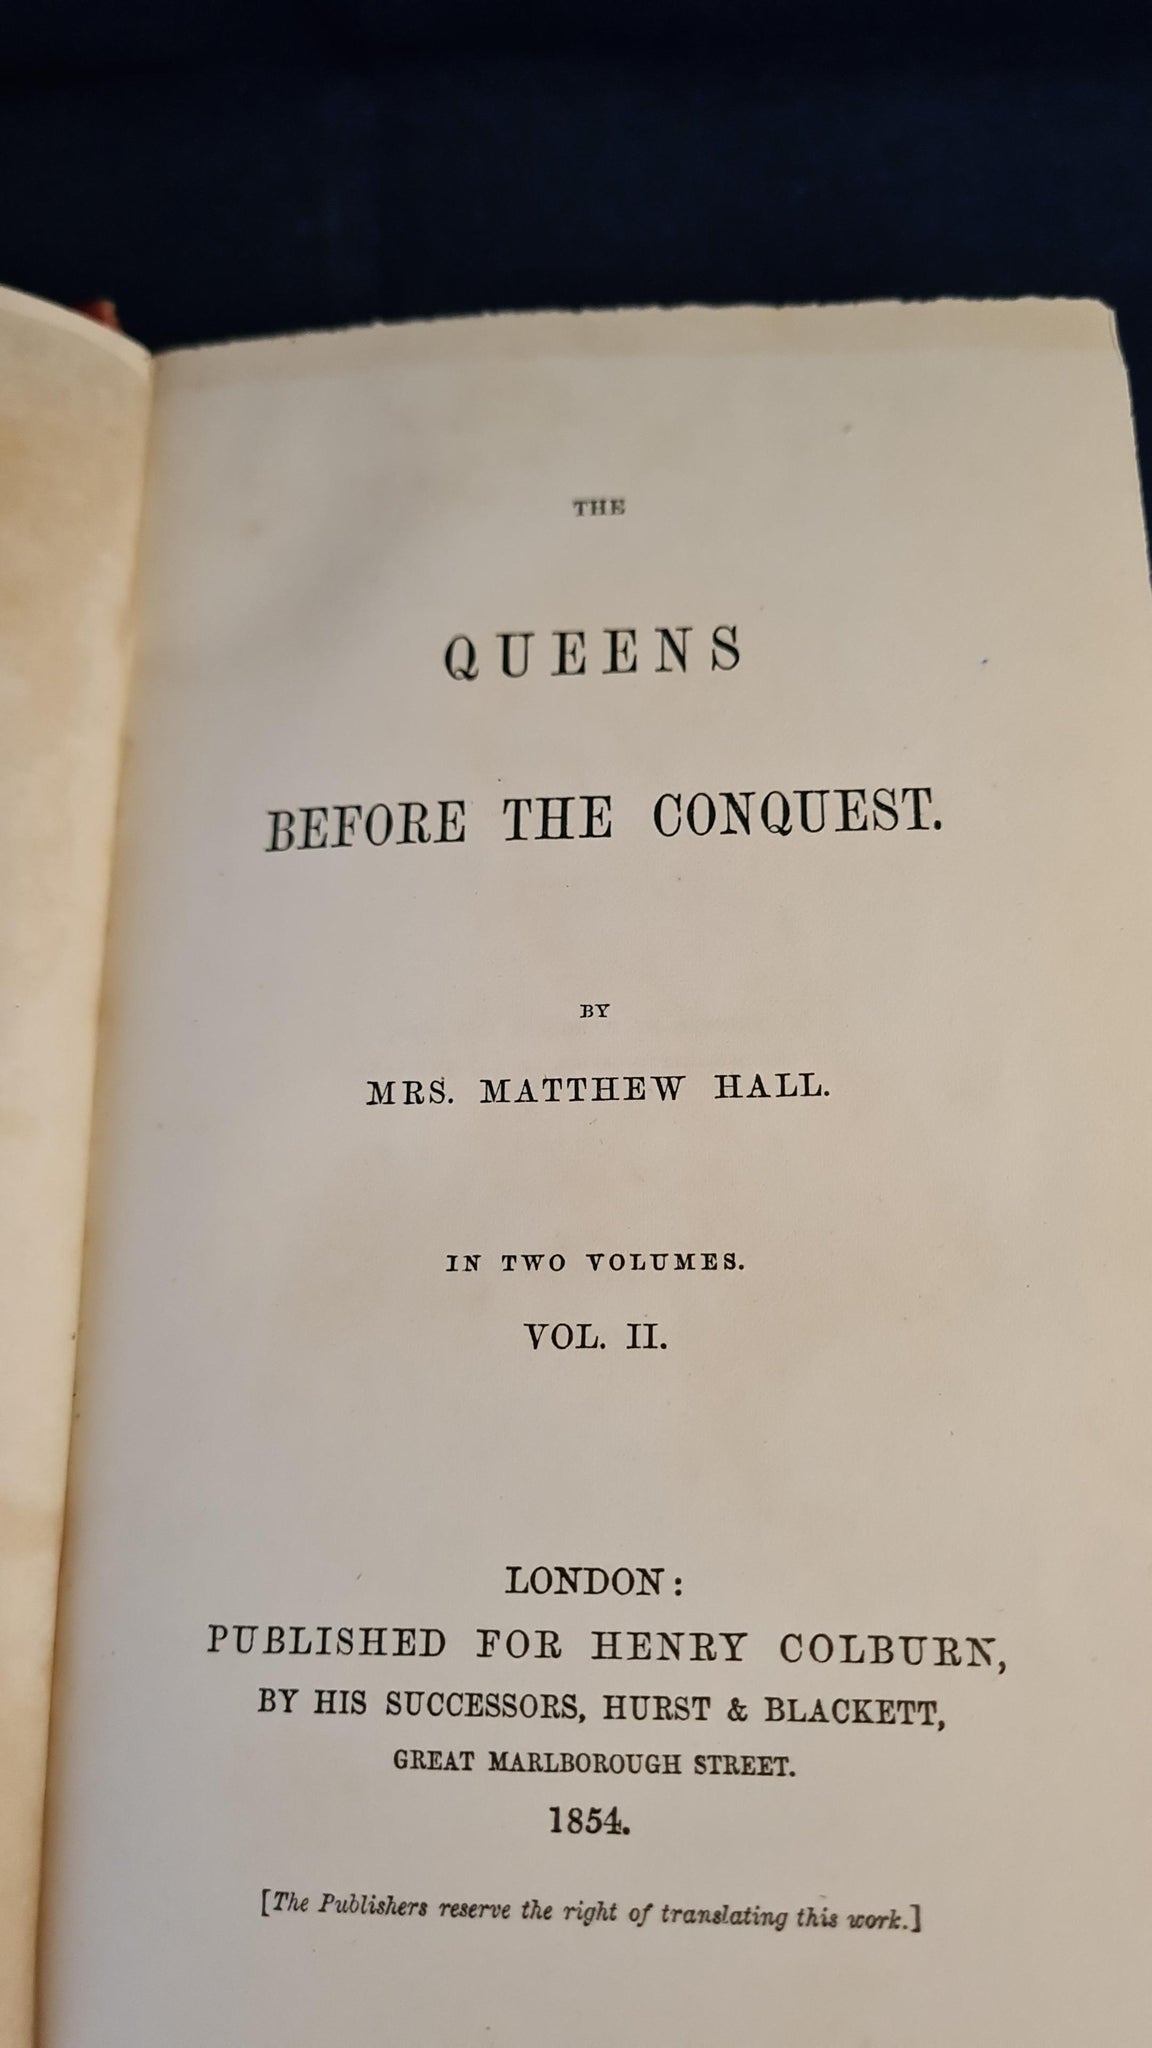 THE
QUEENS
BEFORE THE CONQUEST.
BY
MRS. MATTHEW HALL.
IN TWO VOLUMES.
VOL. II.
LONDON:
PUBLISHED FOR HENRY COLBURN,
BY HIS SUCCESSORS, HURST & BLACKETT,
GREAT MARLBOROUGH STREET.
1854.
[The Publishers reserve the right of translating this work.]